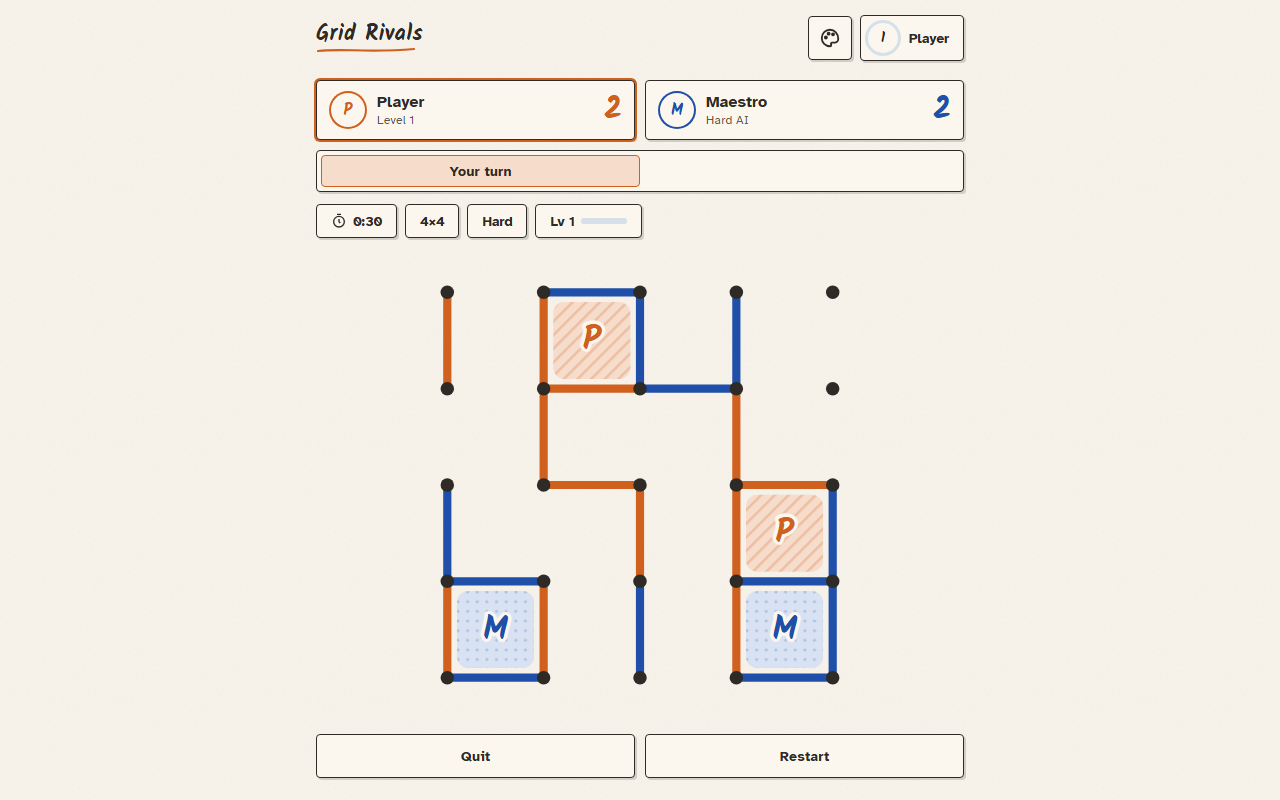 Grid Rivals
1 Player
P Player 2
Level 1
M Maestro 2
Hard AI
Your turn
0:30 4×4 Hard Lv 1
P
P
M M
Quit Restart